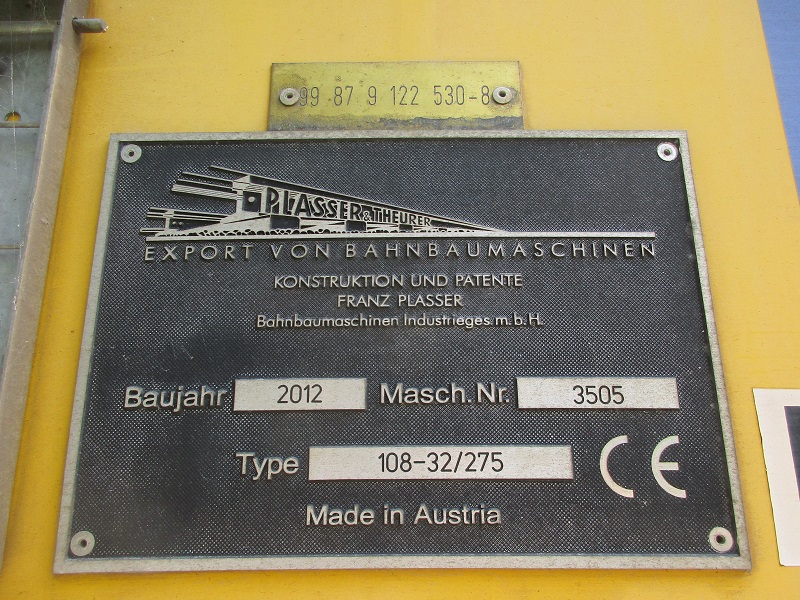 99 87 9 122 530-8
PLASSER & THEURER
EXPORT VON BAHNBAUMASCHINEN
KONSTRUKTION UND PATENTE
FRANZ PLASSER
Bahnbaumaschinen Industrieges m.b.H.
Baujahr 2012 Masch.Nr. 3505
Type 108-32/275 CE
Made in Austria